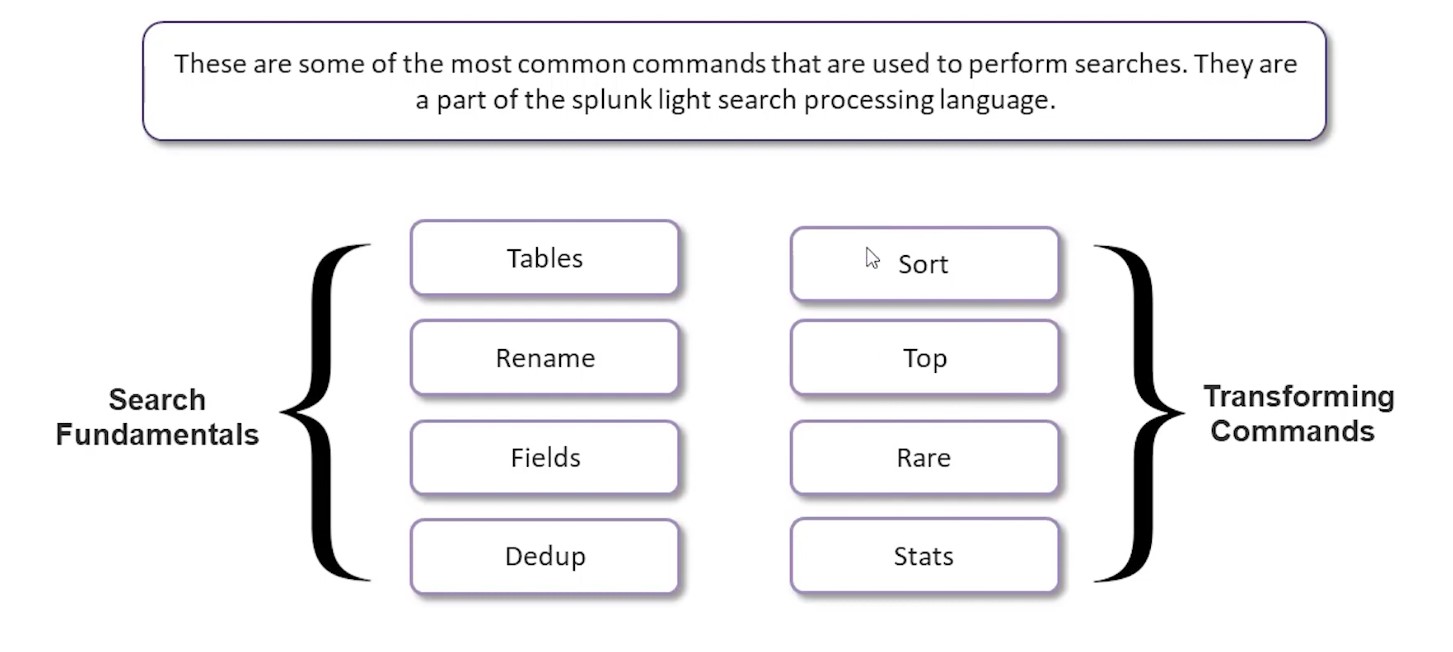 These are some of the most common commands that are used to perform searches. They are
a part of the splunk light search processing language.
Search
Fundamentals
Tables
Rename
Fields
Dedup
Sort
Top
Rare
Stats
Transforming
Commands